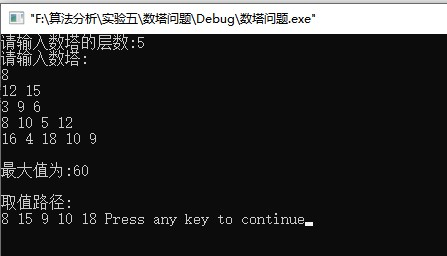 "F:\算法分析\实验五\数塔问题\Debug\数塔问题.exe"
请输入数塔的层数:5
请输入数塔:
8
12 15
3 9 6
8 10 5 12
16 4 18 10 9
最大值为:60
取值路径:
8 15 9 10 18 Press any key to continue